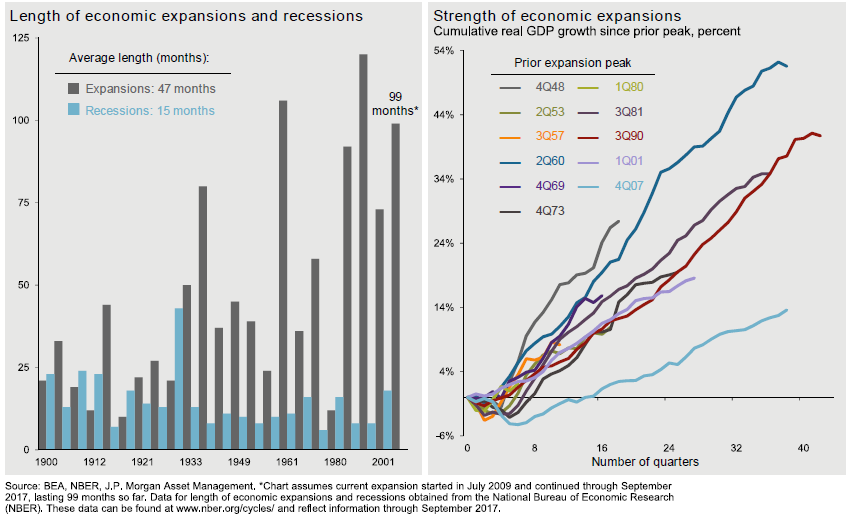 Length of economic expansions and recessions
125
100
75
50
25
0
Average length (months):
Expansions: 47 months
Recessions: 15 months
99
months*
1900 1912 1921 1933 1949 1961 1980 2001
Strength of economic expansions
Cumulative real GDP growth since prior peak, percent
54%
44%
34%
24%
14%
4%
-6%
Prior expansion peak
4Q48 1Q80
2Q53 3Q81
3Q57 3Q90
2Q60 1Q01
4Q69 4Q07
4Q73
0 8 16 24 32 40
Number of quarters
Source: BEA, NBER, J.P. Morgan Asset Management. *Chart assumes current expansion started in July 2009 and continued through September
2017, lasting 99 months so far. Data for length of economic expansions and recessions obtained from the National Bureau of Economic Research
(NBER). These data can be found at www.nber.org/cycles/ and reflect information through September 2017.